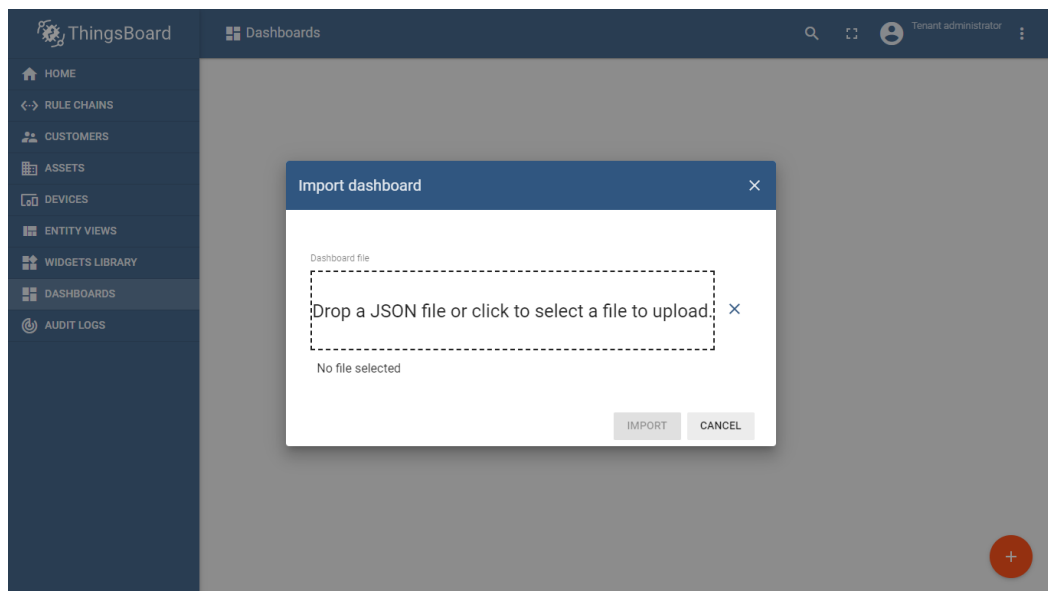 ThingsBoard
Dashboards
Tenant administrator
HOME
RULE CHAINS
CUSTOMERS
ASSETS
DEVICES
ENTITY VIEWS
WIDGETS LIBRARY
DASHBOARDS
AUDIT LOGS
Import dashboard
Dashboard file
Drop a JSON file or click to select a file to upload.
No file selected
IMPORT CANCEL